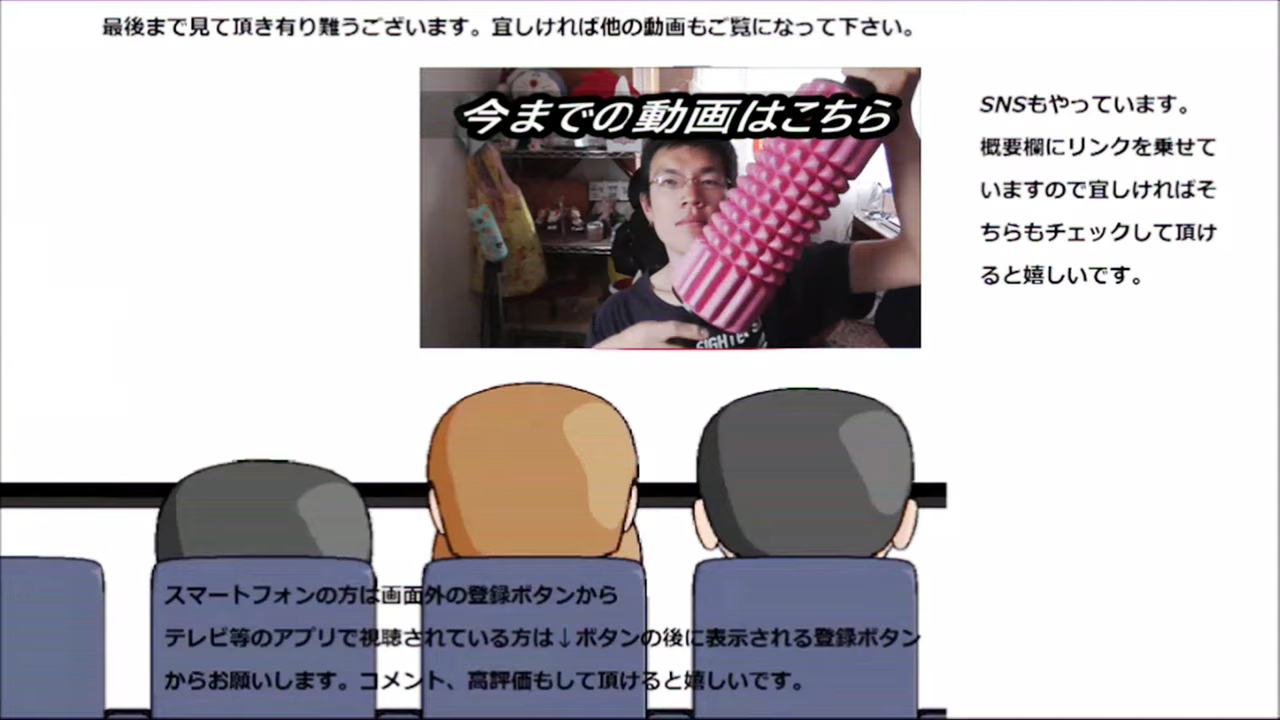 最後まで見て頂き有り難うございます。宜しければ他の動画もご覧になって下さい。
今までの動画はこちら
SNSもやっています。
概要欄にリンクを乗せて
いますので宜しければそ
ちらもチェックして頂け
ると嬉しいです。
スマートフォンの方は画面外の登録ボタンから
テレビ等のアプリで視聴されている方は↓ボタンの後に表示される登録ボタン
からお願いします。コメント、高評価もして頂けると嬉しいです。